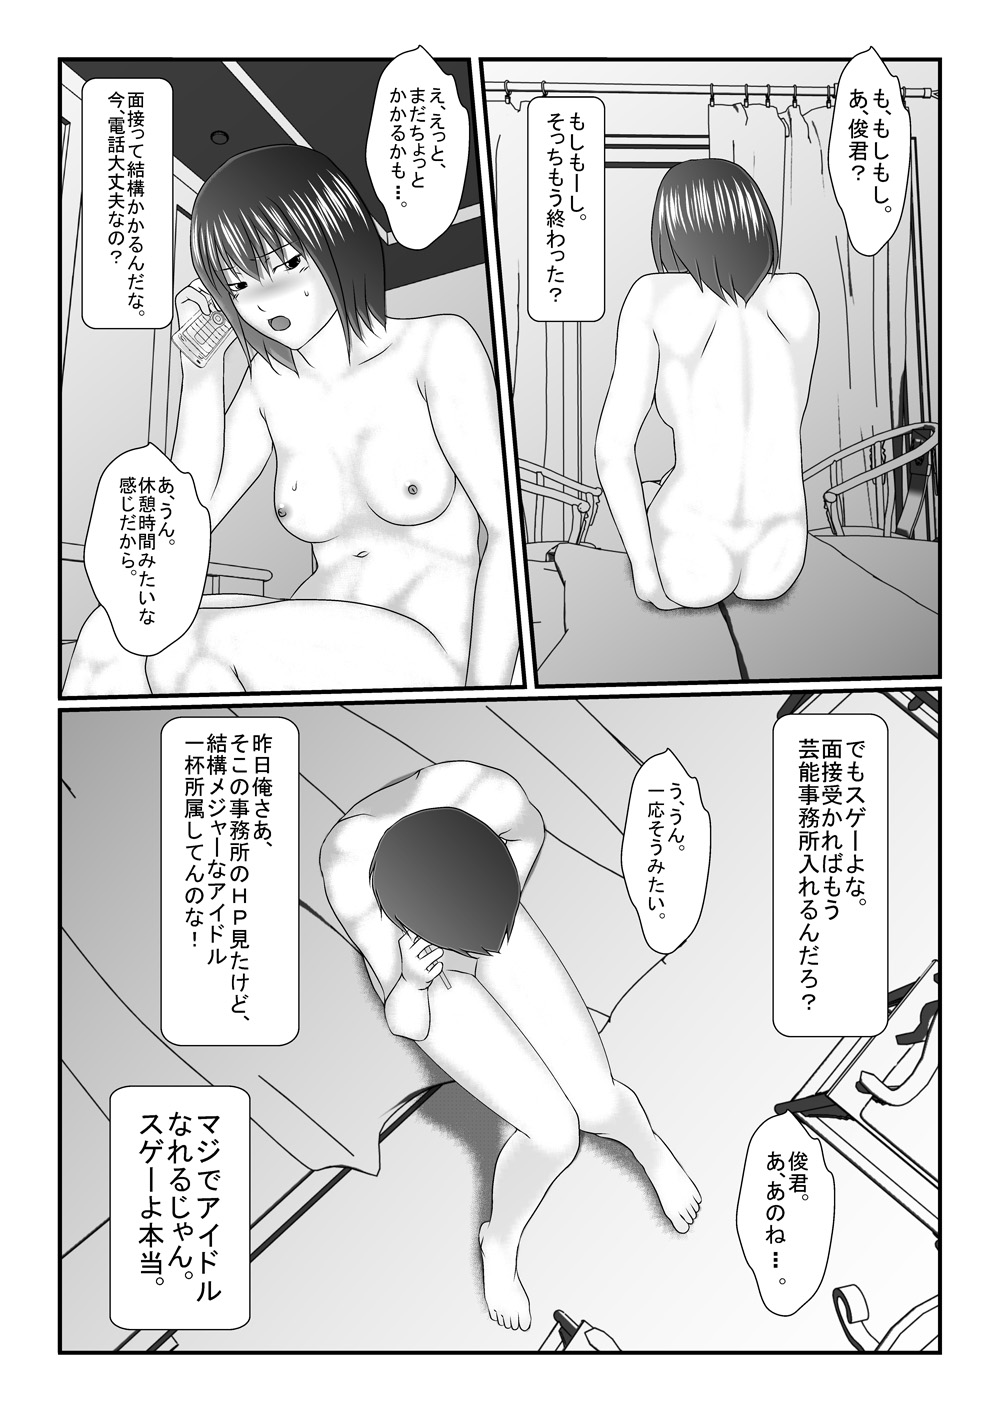 も、もしもし。
あ、俊君？
もしもーし。
そっちもう終わった？
え、えっと、
まだちょっと
かかるかも…。
面接って結構かかるんだな。
今、電話大丈夫なの？
あ、うん。
休憩時間みたいな
感じだから。
でもスゲーよな。
面接受かればもう
芸能事務所入れるんだろ？
う、うん。
一応そうみたい。
昨日俺さあ、
そこの事務所のＨＰ見たけど、
結構メジャーなアイドル
一杯所属してんのな！
マジでアイドル
なれるじゃん。
スゲーよ本当。
俊君。
あ、あのね…。